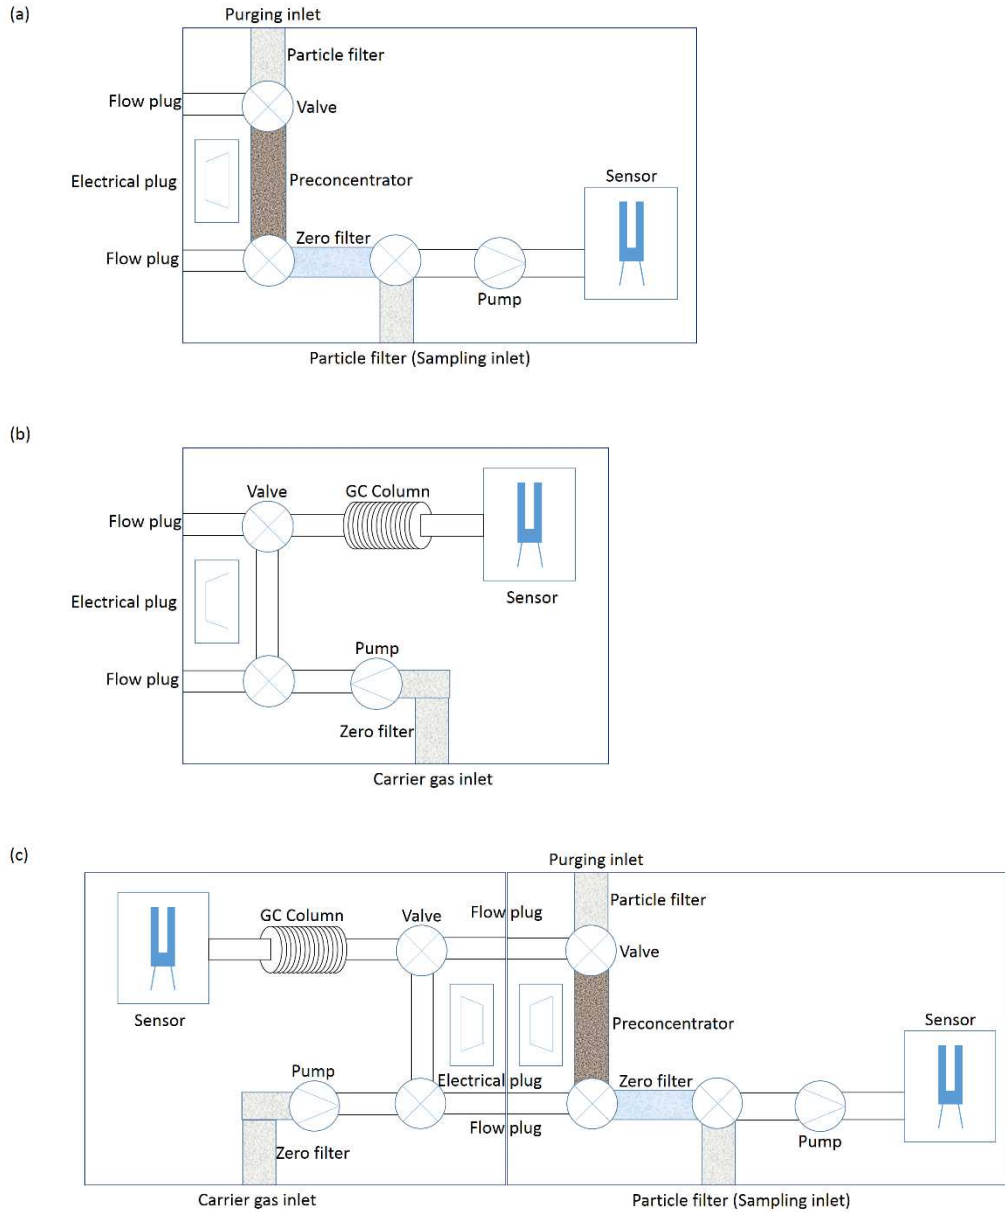 (a)
Purging inlet
Particle filter
Flow plug
Valve
Electrical plug
Preconcentrator
Sensor
Zero filter
Flow plug
Pump
Particle filter (Sampling inlet)
(b)
Valve
GC Column
Flow plug
Electrical plug
Sensor
Pump
Flow plug
Zero filter
Carrier gas inlet
(c)
Purging inlet
Particle filter
GC Column
Valve
Flow plug
Valve
Sensor
Preconcentrator
Sensor
Pump
Electrical plug
Zero filter
Flow plug
Pump
Zero filter
Carrier gas inlet
Particle filter (Sampling inlet)